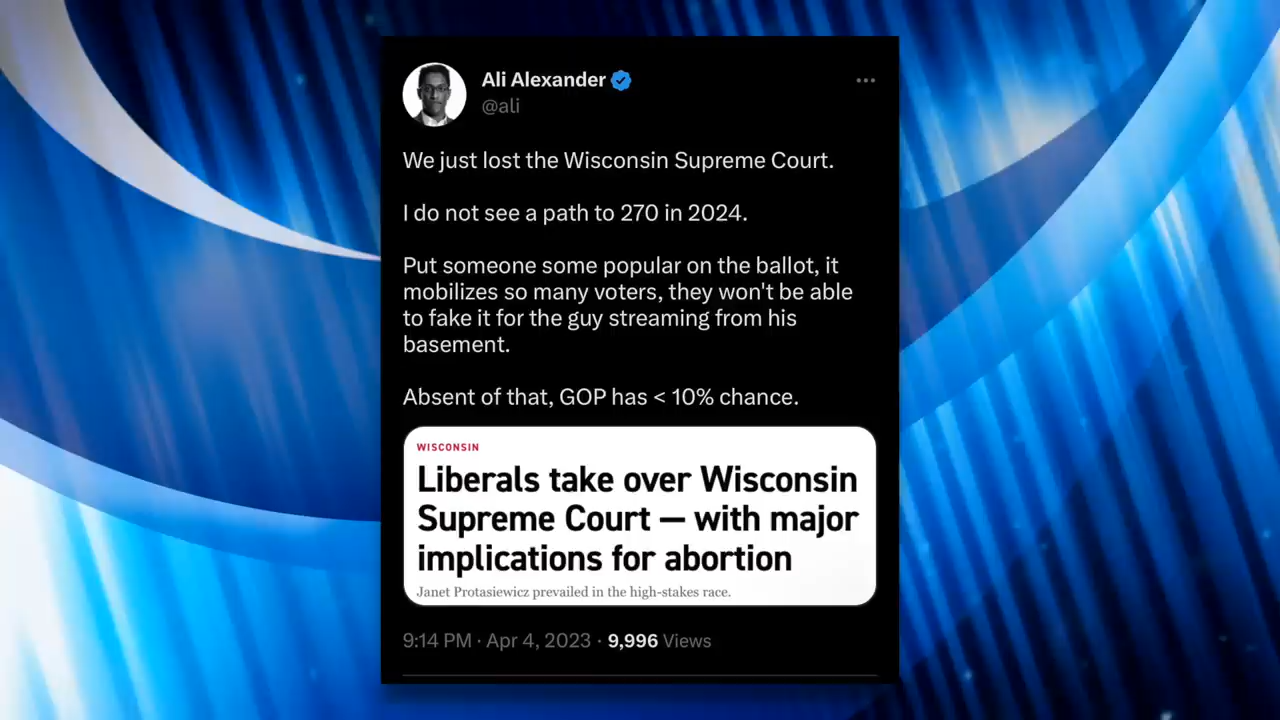 Ali Alexander
@ali
We just lost the Wisconsin Supreme Court.
I do not see a path to 270 in 2024.
Put someone some popular on the ballot, it
mobilizes so many voters, they won't be able
to fake it for the guy streaming from his
basement.
Absent of that, GOP has < 10% chance.
WISCONSIN
Liberals take over Wisconsin
Supreme Court — with major
implications for abortion
Janet Protasiewicz prevailed in the high-stakes race.
9:14 PM · Apr 4, 2023 · 9,996 Views